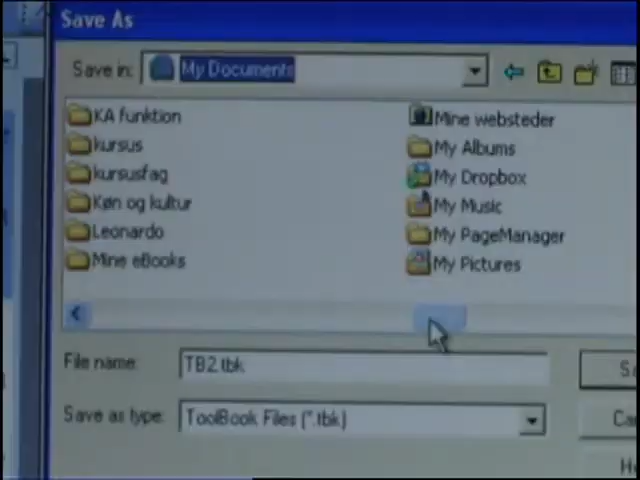 Save As
Save in: My Documents
KA funktion
kursus
kursusfag
Køn og kultur
Leonardo
Mine eBooks
Mine websteder
My Albums
My Dropbox
My Music
My PageManager
My Pictures
File name: TB2.tbk
Save as type: ToolBook Files (*.tbk)